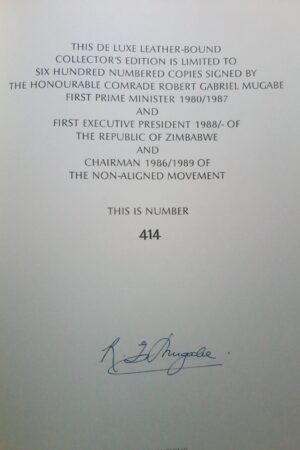 THIS DE LUXE LEATHER-BOUND
COLLECTOR'S EDITION IS LIMITED TO
SIX HUNDRED NUMBERED COPIES SIGNED BY
THE HONOURABLE COMRADE ROBERT GABRIEL MUGABE
FIRST PRIME MINISTER 1980/1987
AND
FIRST EXECUTIVE PRESIDENT 1988/- OF
THE REPUBLIC OF ZIMBABWE
AND
CHAIRMAN 1986/1989 OF
THE NON-ALIGNED MOVEMENT
THIS IS NUMBER
414
R. G. Mugabe.